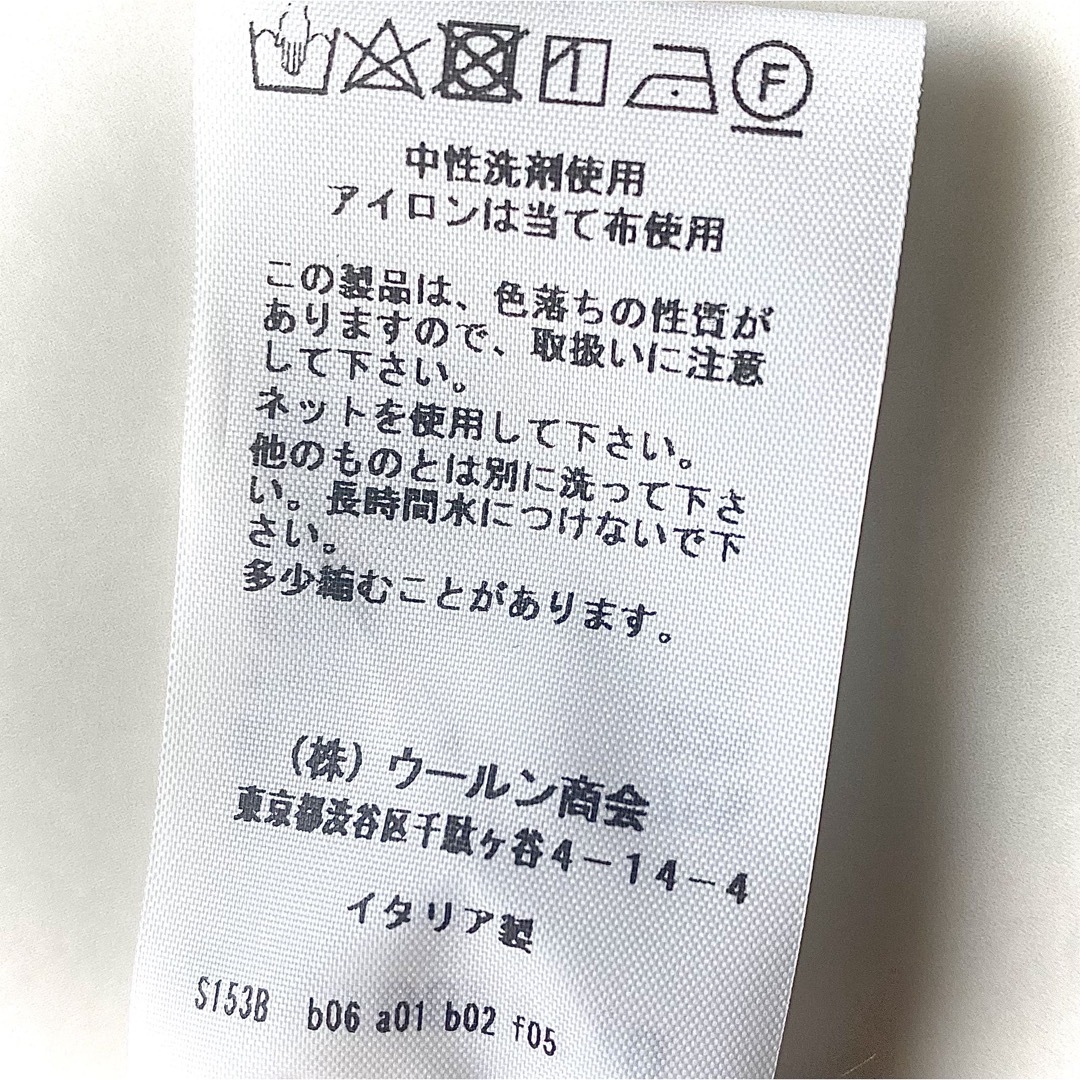 F
中性洗剤使用
アイロンは当て布使用
この製品は、色落ちの性質が
ありますので、取扱いに注意
して下さい。
ネットを使用して下さい。
他のものとは別に洗って下さ
い。長時間水につけないで下
さい。
多少縮むことがあります。
(株)ウールン商会
東京都渋谷区千駄ヶ谷4-14-4
イタリア製
S153B b06 a01 b02 f05